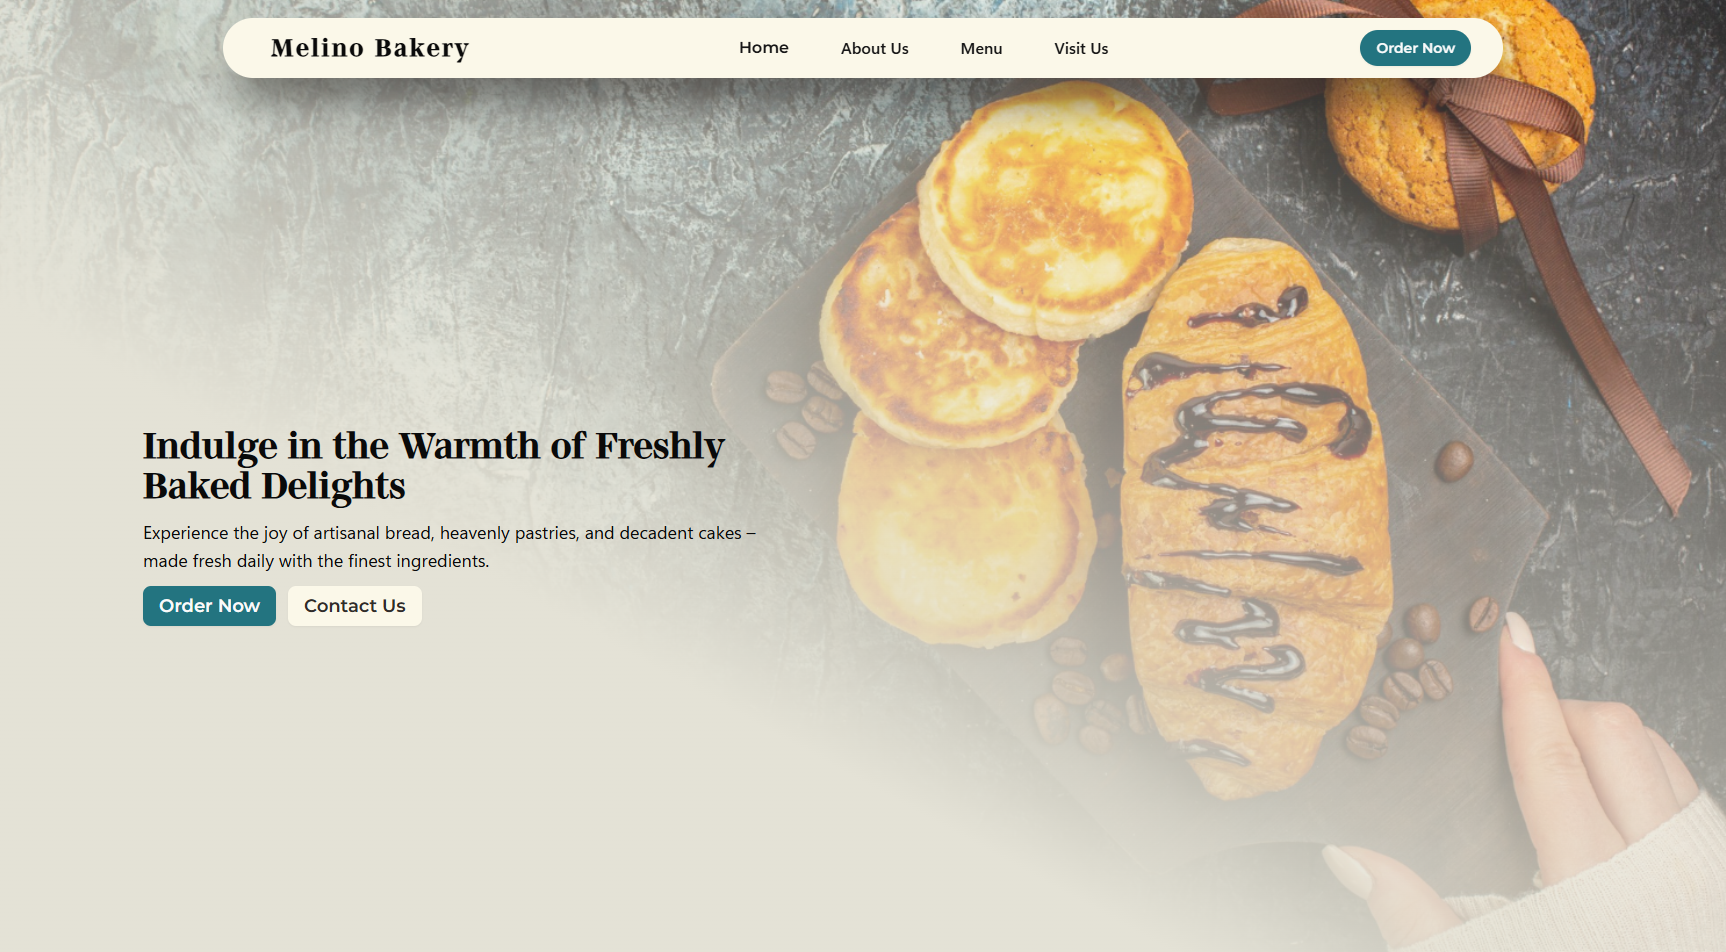 Melino Bakery
Home
About Us
Menu
Visit Us
Order Now
Indulge in the Warmth of Freshly
Baked Delights
Experience the joy of artisanal bread, heavenly pastries, and decadent cakes –
made fresh daily with the finest ingredients.
Order Now
Contact Us